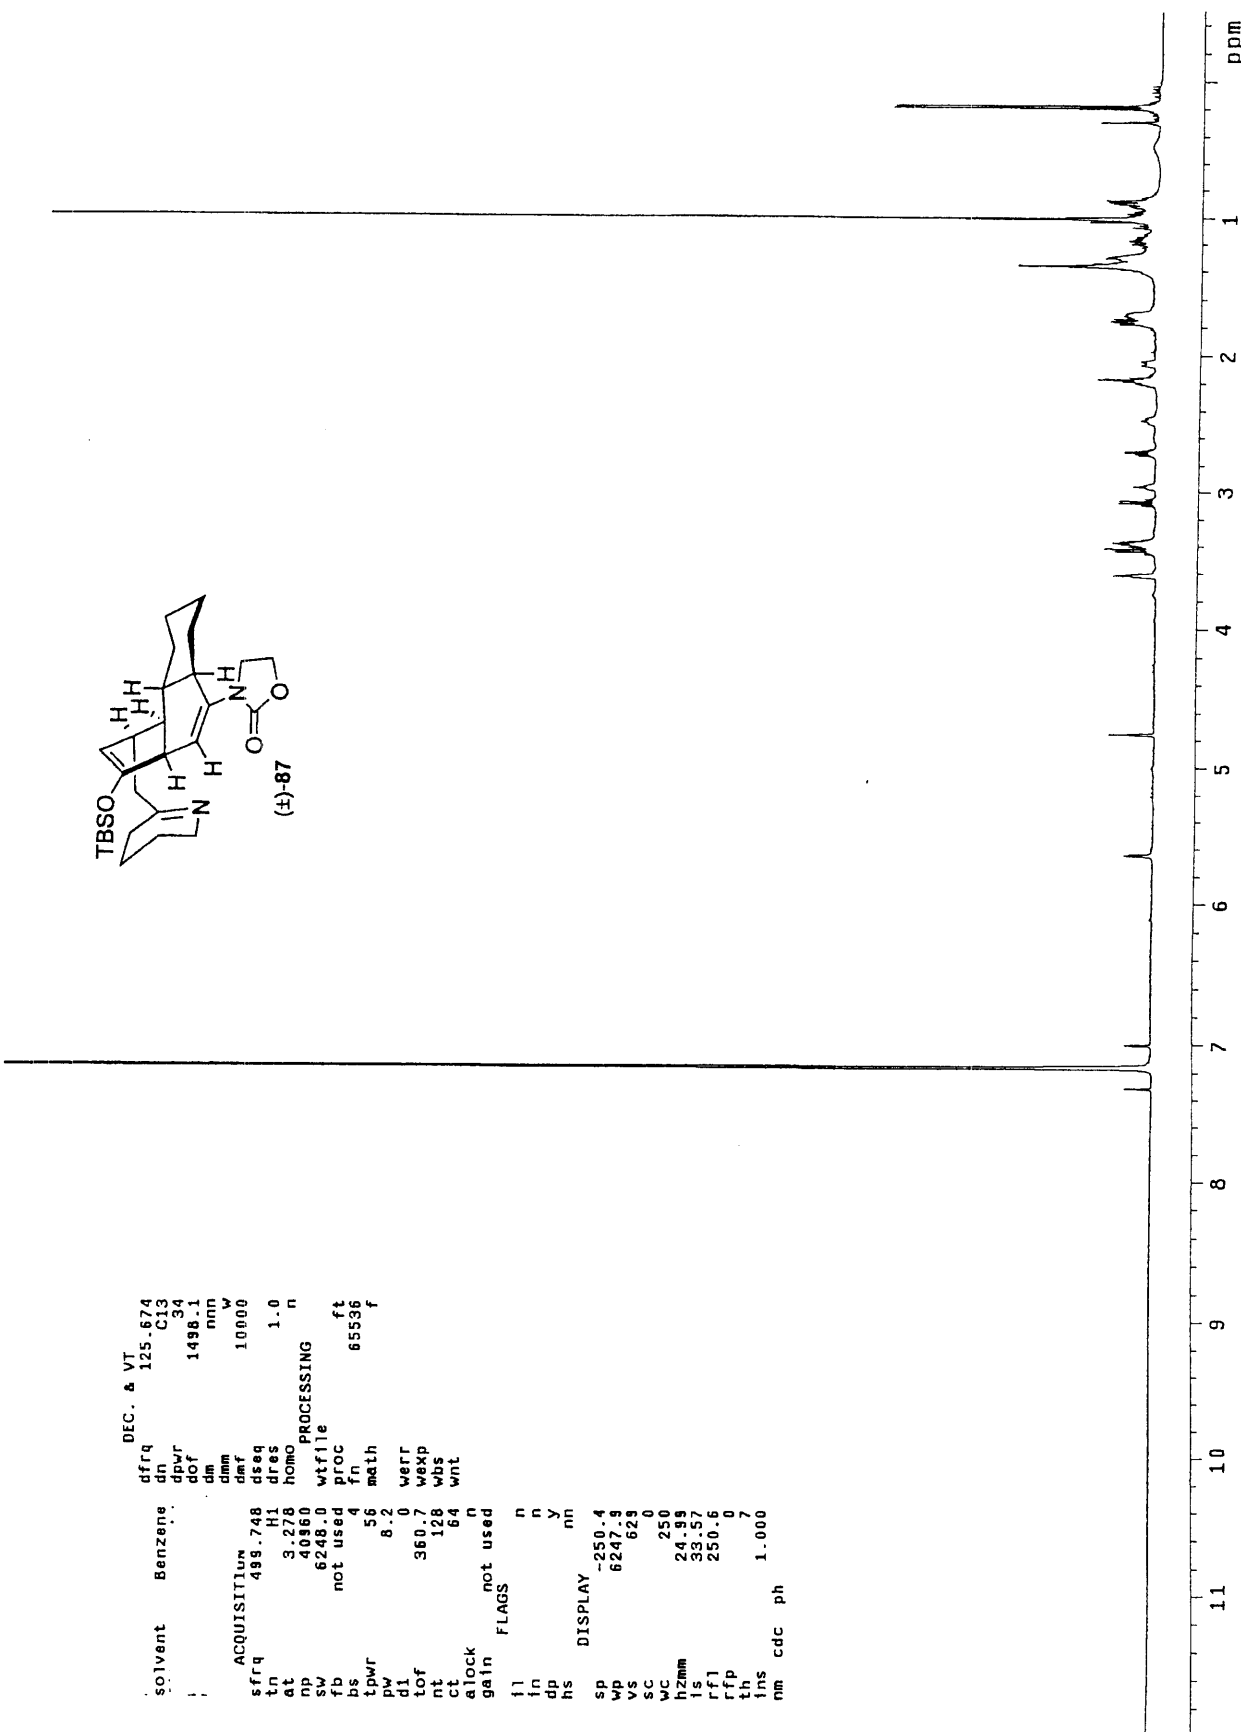 TBSO
H
H
H
H
H
H
N
N
O
O
(±)-87
DEC. & VT
dfrq 125.674
dn C13
dpwr 34
dof 1498.1
dm nnn
dmm w
dmf 10000
dseq
dres 1.0
homo n
PROCESSING
wtfile
proc ft
fn 65536
math f
werr
wexp
wbs
wnt
solvent Benzene
ACQUISITION
sfrq 499.748
tn H1
at 3.278
np 40960
sw 6248.0
fb not used
bs 4
tpwr 56
pw 8.2
d1 0
tof 360.7
nt 128
ct 64
alock n
gain not used
FLAGS
il n
in n
dp y
hs nn
DISPLAY
sp -250.4
wp 6247.9
vs 629
sc 0
wc 250
hzmm 24.99
is 33.57
rfl 250.6
rfp 0
th 7
ins 1.000
nm cdc ph
11 10 9 8 7 6 5 4 3 2 1 ppm